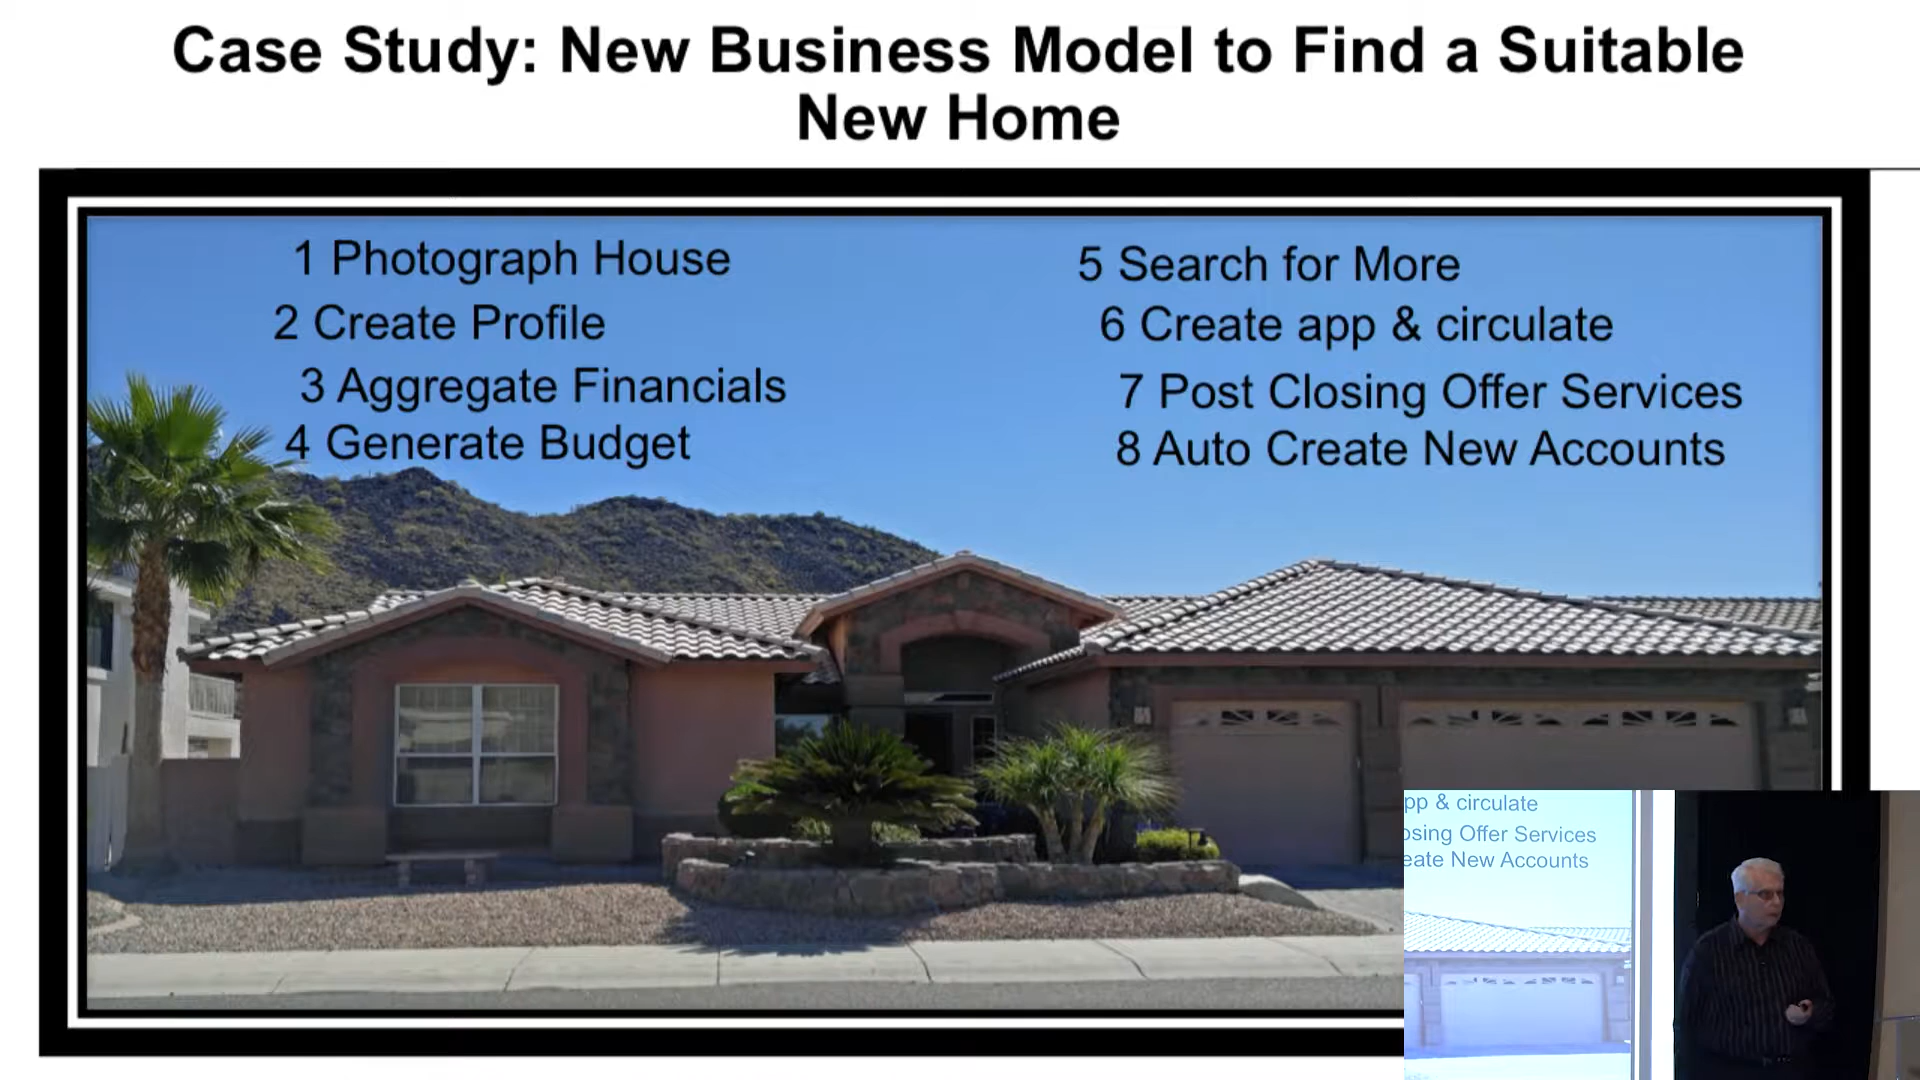 Case Study: New Business Model to Find a Suitable
New Home
1 Photograph House
2 Create Profile
3 Aggregate Financials
4 Generate Budget
5 Search for More
6 Create app & circulate
7 Post Closing Offer Services
8 Auto Create New Accounts
pp & circulate
osing Offer Services
eate New Accounts